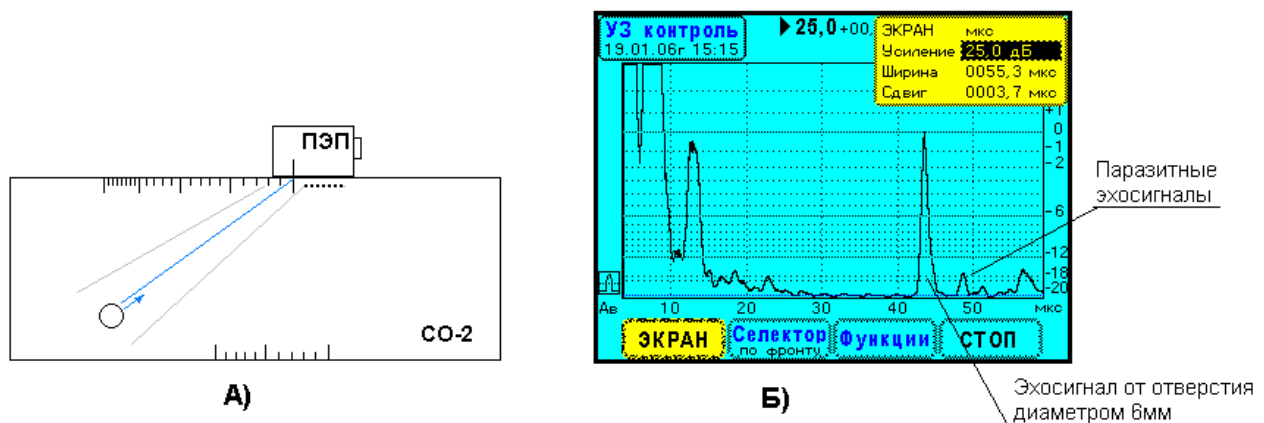 ПЭП
СО-2
А)
УЗ контроль
19.01.06г 15:15
25,0+00,
ЭКРАН мкс
Усиление 25,0 дБ
Ширина 0055,3 мкс
Сдвиг 0003,7 мкс
+1
0
-1
-2
-6
-12
-18
-20
Ав 10 20 30 40 50 мкс
ЭКРАН
Селектор
по фронту
Функции
СТОП
Б)
Паразитные
эхосигналы
Эхосигнал от отверстия
диаметром 6мм